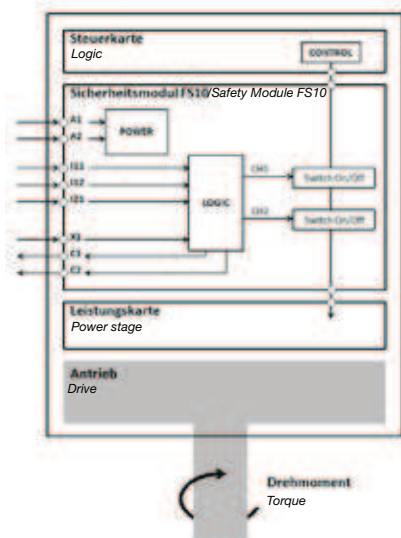 Steuerkarte
Logic
CONTROL
Sicherheitsmodul FS10/Safety Module FS10
A1
A2
POWER
I11
I12
I21
LOGIC
CH1
CH2
Switch On/Off
Switch On/Off
X1
C1
C2
Leistungskarte
Power stage
Antrieb
Drive
Drehmoment
Torque